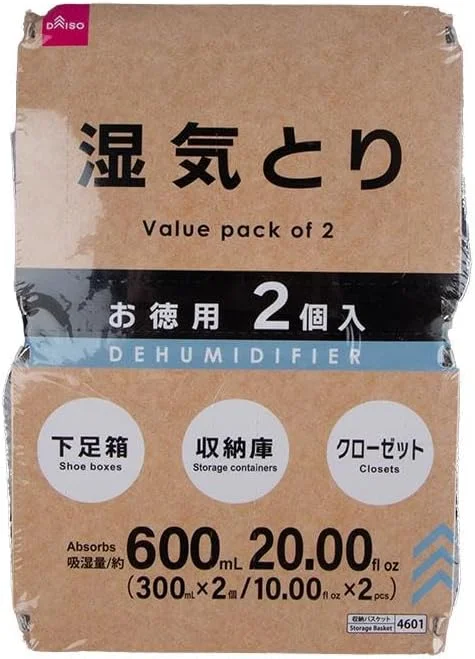 DAISO
湿気とり
Value pack of 2
お徳用 2個入
DEHUMIDIFIER
下足箱
Shoe boxes
収納庫
Storage containers
クローゼット
Closets
Absorbs
吸湿量/約 600mL 20.00fl oz
(300mL×2個/10.00fl oz×2pcs)
収納バスケット
Storage Basket 4601